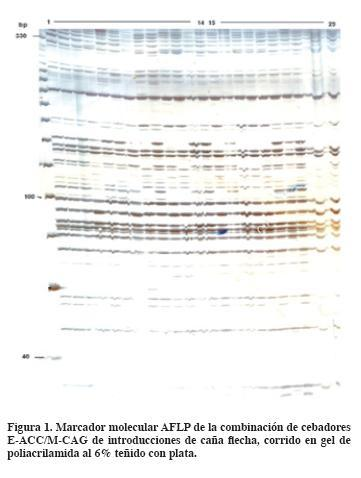 bp 1 14 15 29
330
100
40
Figura 1. Marcador molecular AFLP de la combinación de cebadores
E-ACC/M-CAG de introducciones de caña flecha, corrido en gel de
poliacrilamida al 6% teñido con plata.